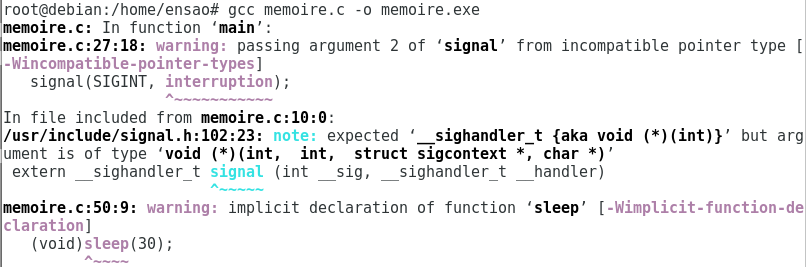 root@debian:/home/ensao# gcc memoire.c -o memoire.exe
memoire.c: In function ‘main’:
memoire.c:27:18: warning: passing argument 2 of ‘signal’ from incompatible pointer type [
-Wincompatible-pointer-types]
   signal(SIGINT, interruption);
                  ^~~~~~~~~~~~
In file included from memoire.c:10:0:
/usr/include/signal.h:102:23: note: expected ‘__sighandler_t {aka void (*)(int)}’ but arg
ument is of type ‘void (*)(int,  int,  struct sigcontext *, char *)’
 extern __sighandler_t signal (int __sig, __sighandler_t __handler)
                       ^~~~~~
memoire.c:50:9: warning: implicit declaration of function ‘sleep’ [-Wimplicit-function-de
claration]
   (void)sleep(30);
         ^~~~~